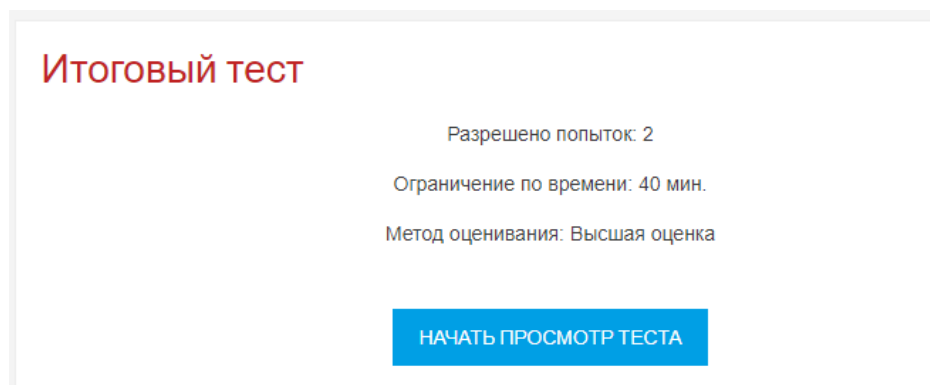 Итоговый тест
Разрешено попыток: 2
Ограничение по времени: 40 мин.
Метод оценивания: Высшая оценка
НАЧАТЬ ПРОСМОТР ТЕСТА